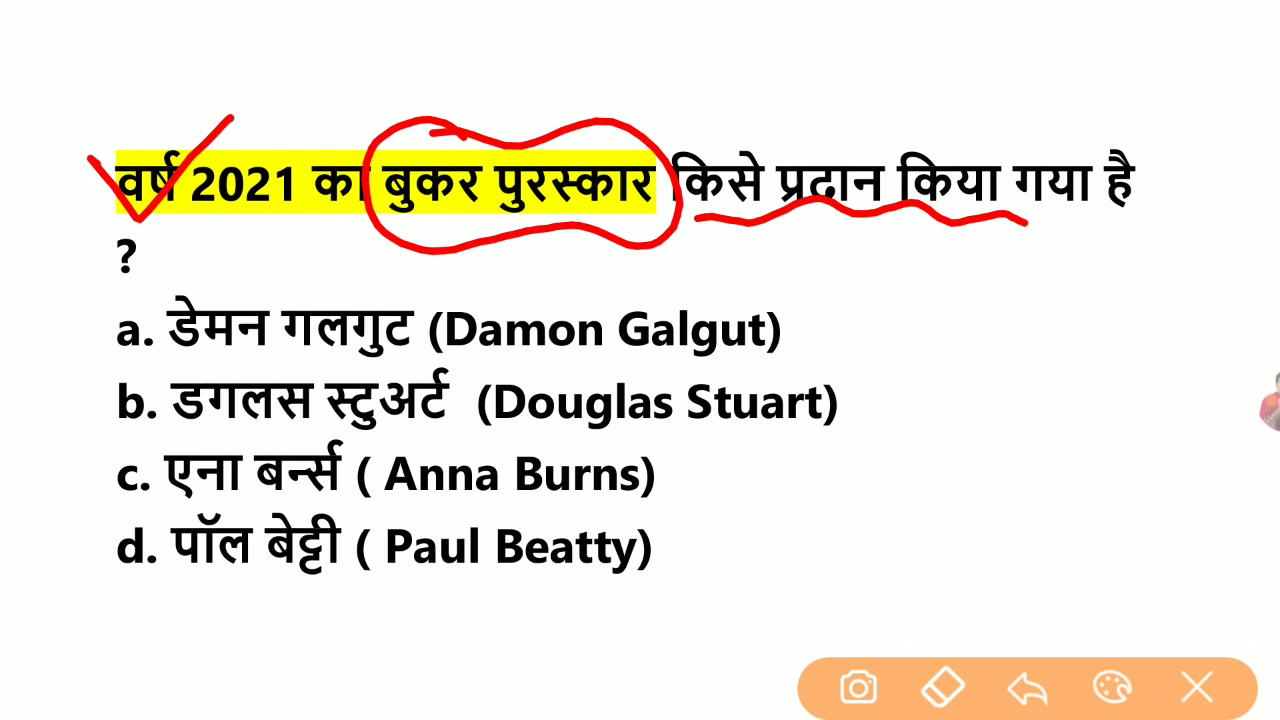 वर्ष 2021 का बुकर पुरस्कार किसे प्रदान किया गया है
?
a. डेमन गलगुट (Damon Galgut)
b. डगलस स्टुअर्ट (Douglas Stuart)
c. एना बर्न्स ( Anna Burns)
d. पॉल बेट्टी ( Paul Beatty)